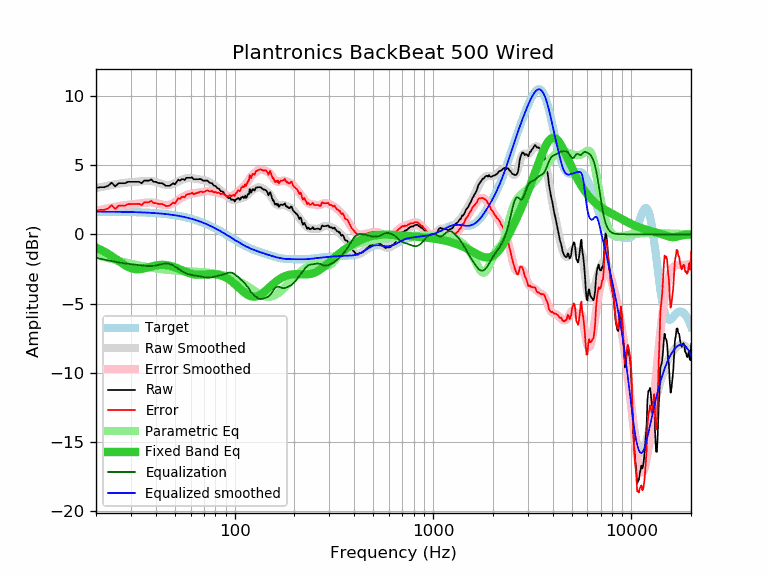 Plantronics BackBeat 500 Wired
10
5
0
−5
−10
−15
−20
Amplitude (dBr)
Target
Raw Smoothed
Error Smoothed
Raw
Error
Parametric Eq
Fixed Band Eq
Equalization
Equalized smoothed
100 1000 10000
Frequency (Hz)